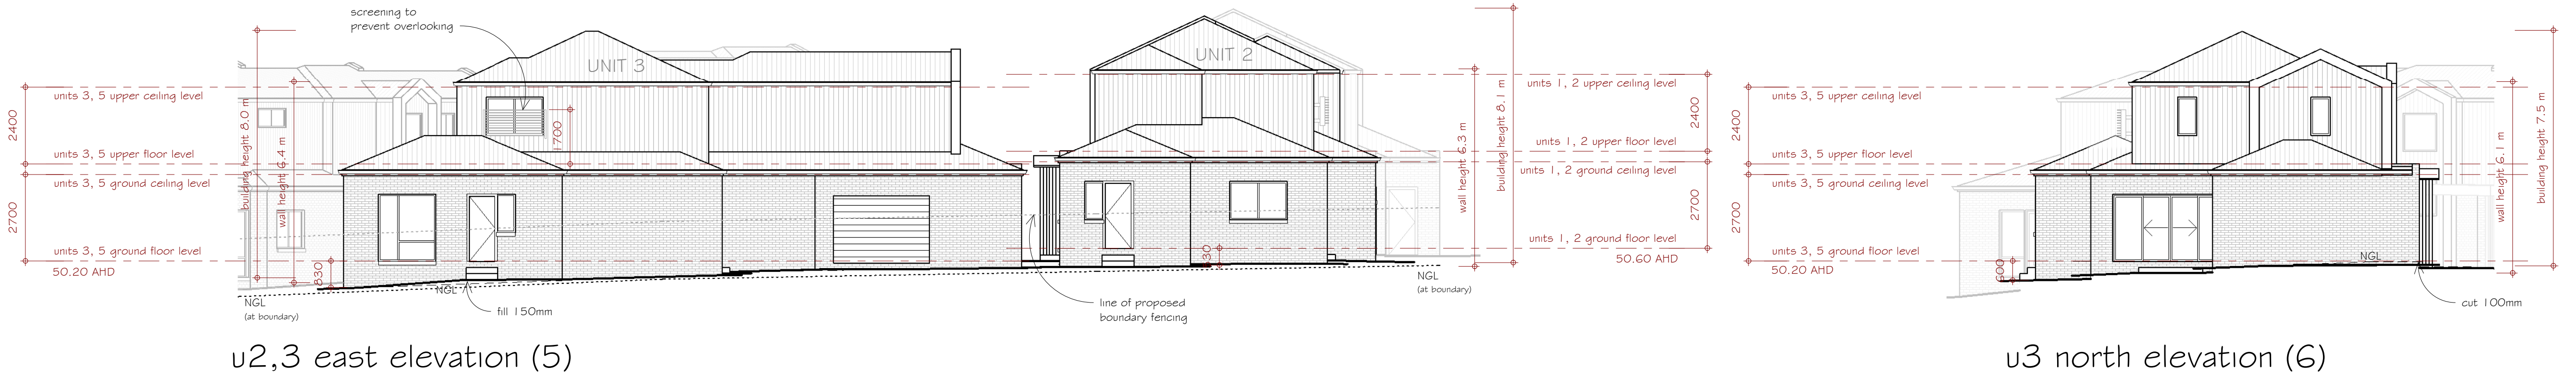 screening to
prevent overlooking
UNIT 3
units 3, 5 upper ceiling level
2400
units 3, 5 upper floor level
units 3, 5 ground ceiling level
2700
units 3, 5 ground floor level
50.20 AHD
building height 8.0 m
wall height 6.4 m
1700
830
NGL
(at boundary)
NGL
fill 150mm
UNIT 2
units 1, 2 upper ceiling level
2400
units 1, 2 upper floor level
units 1, 2 ground ceiling level
2700
units 1, 2 ground floor level
50.60 AHD
wall height 6.3 m
building height 8.1 m
NGL
(at boundary)
line of proposed
boundary fencing
u2,3 east elevation (5)
units 3, 5 upper ceiling level
2400
units 3, 5 upper floor level
units 3, 5 ground ceiling level
2700
units 3, 5 ground floor level
50.20 AHD
600
NGL
wall height 6.1 m
building height 7.5 m
cut 100mm
u3 north elevation (6)